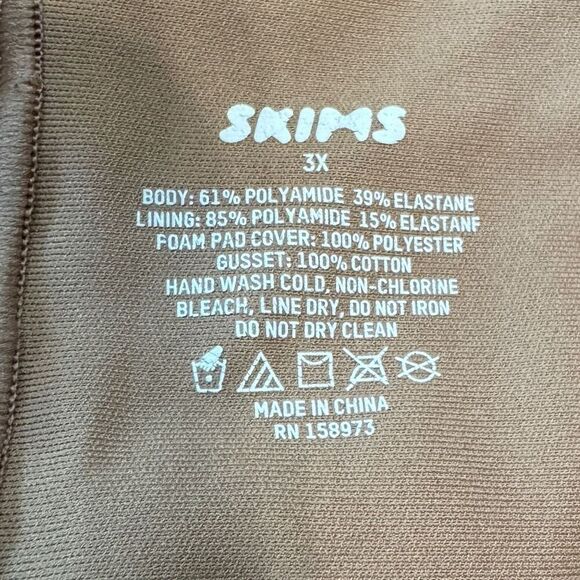 SKIMS
3X
BODY: 61% POLYAMIDE 39% ELASTANE
LINING: 85% POLYAMIDE 15% ELASTANE
FOAM PAD COVER: 100% POLYESTER
GUSSET: 100% COTTON
HAND WASH COLD, NON-CHLORINE
BLEACH, LINE DRY, DO NOT IRON
DO NOT DRY CLEAN
MADE IN CHINA
RN 158973